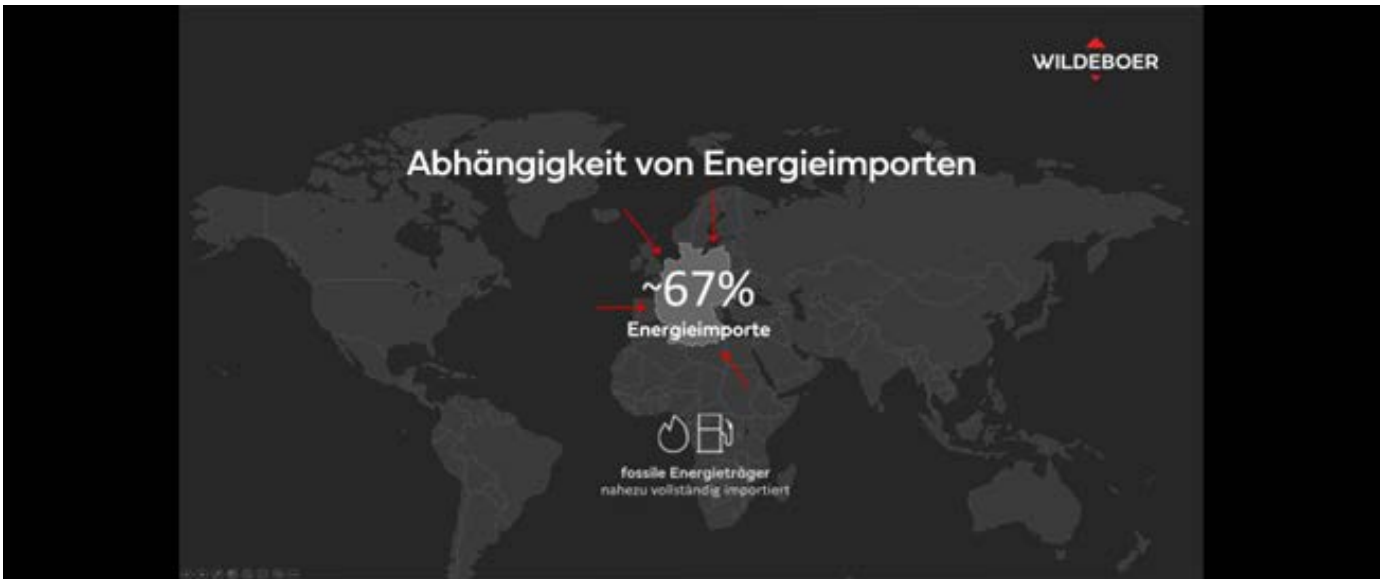 WILDEBOER
Abhängigkeit von Energieimporten
~67%
Energieimporte
fossile Energieträger
nahezu vollständig importiert